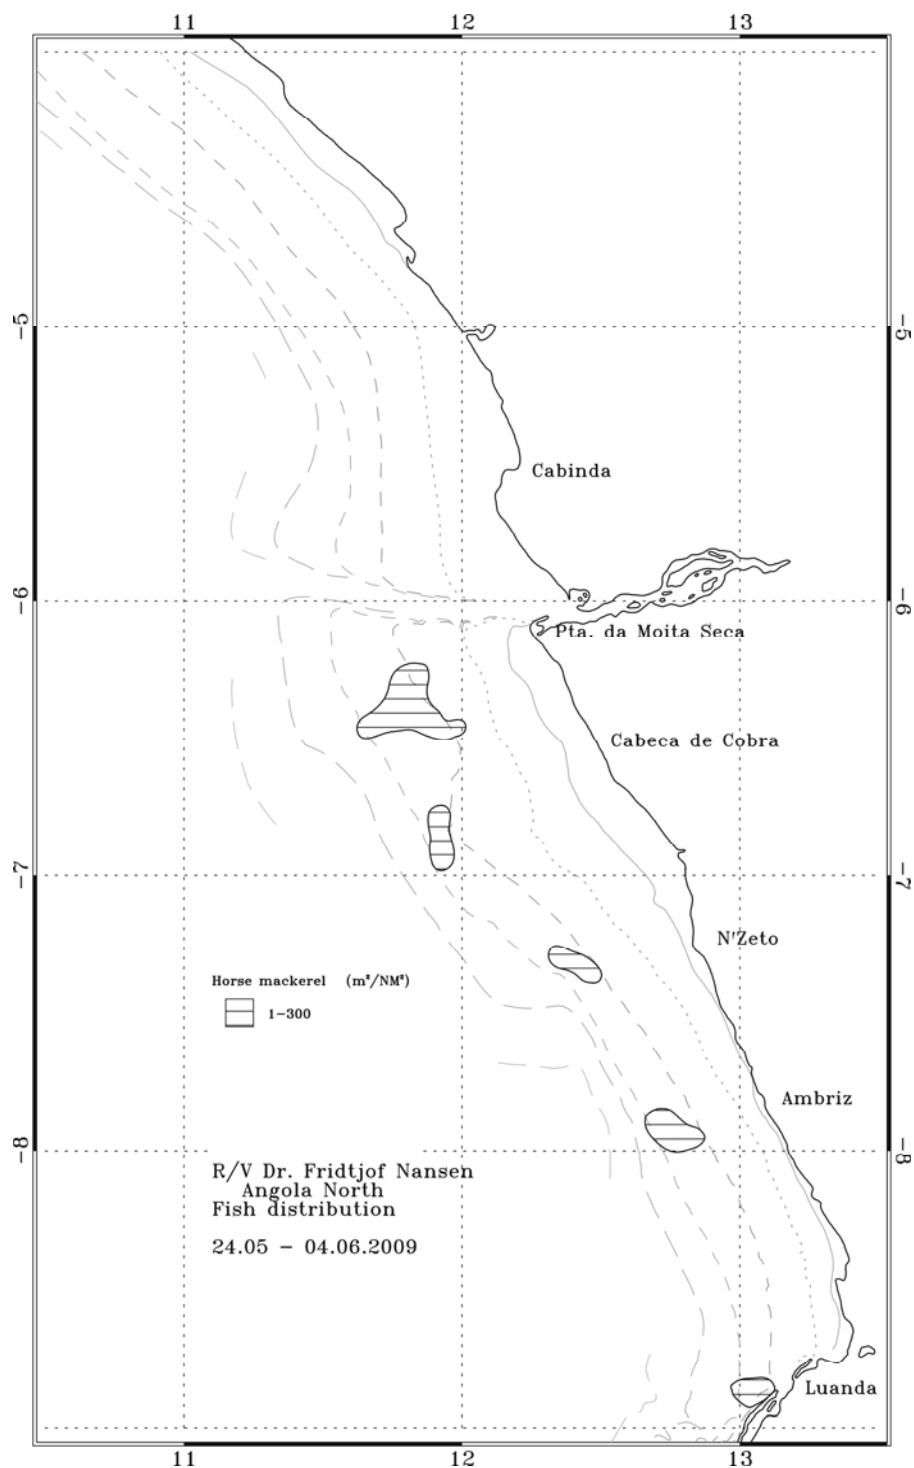 11 12 13
Cabinda
-5 -5
-6 -6
Pta. da Moita Seca
Cabeca de Cobra
-7 -7
N'Zeto
Horse mackerel (m²/NM²)
1-300
Ambriz
-8 -8
R/V Dr. Fridtjof Nansen
Angola North
Fish distribution
24.05 - 04.06.2009
Luanda
11 12 13